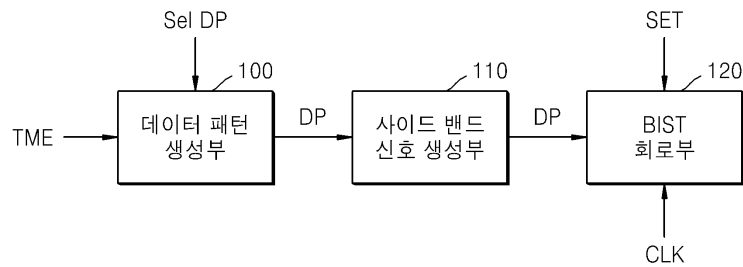 Sel DP
SET
100
110
120
TME
데이터 패턴
생성부
DP
사이드 밴드
신호 생성부
DP
BIST
회로부
CLK